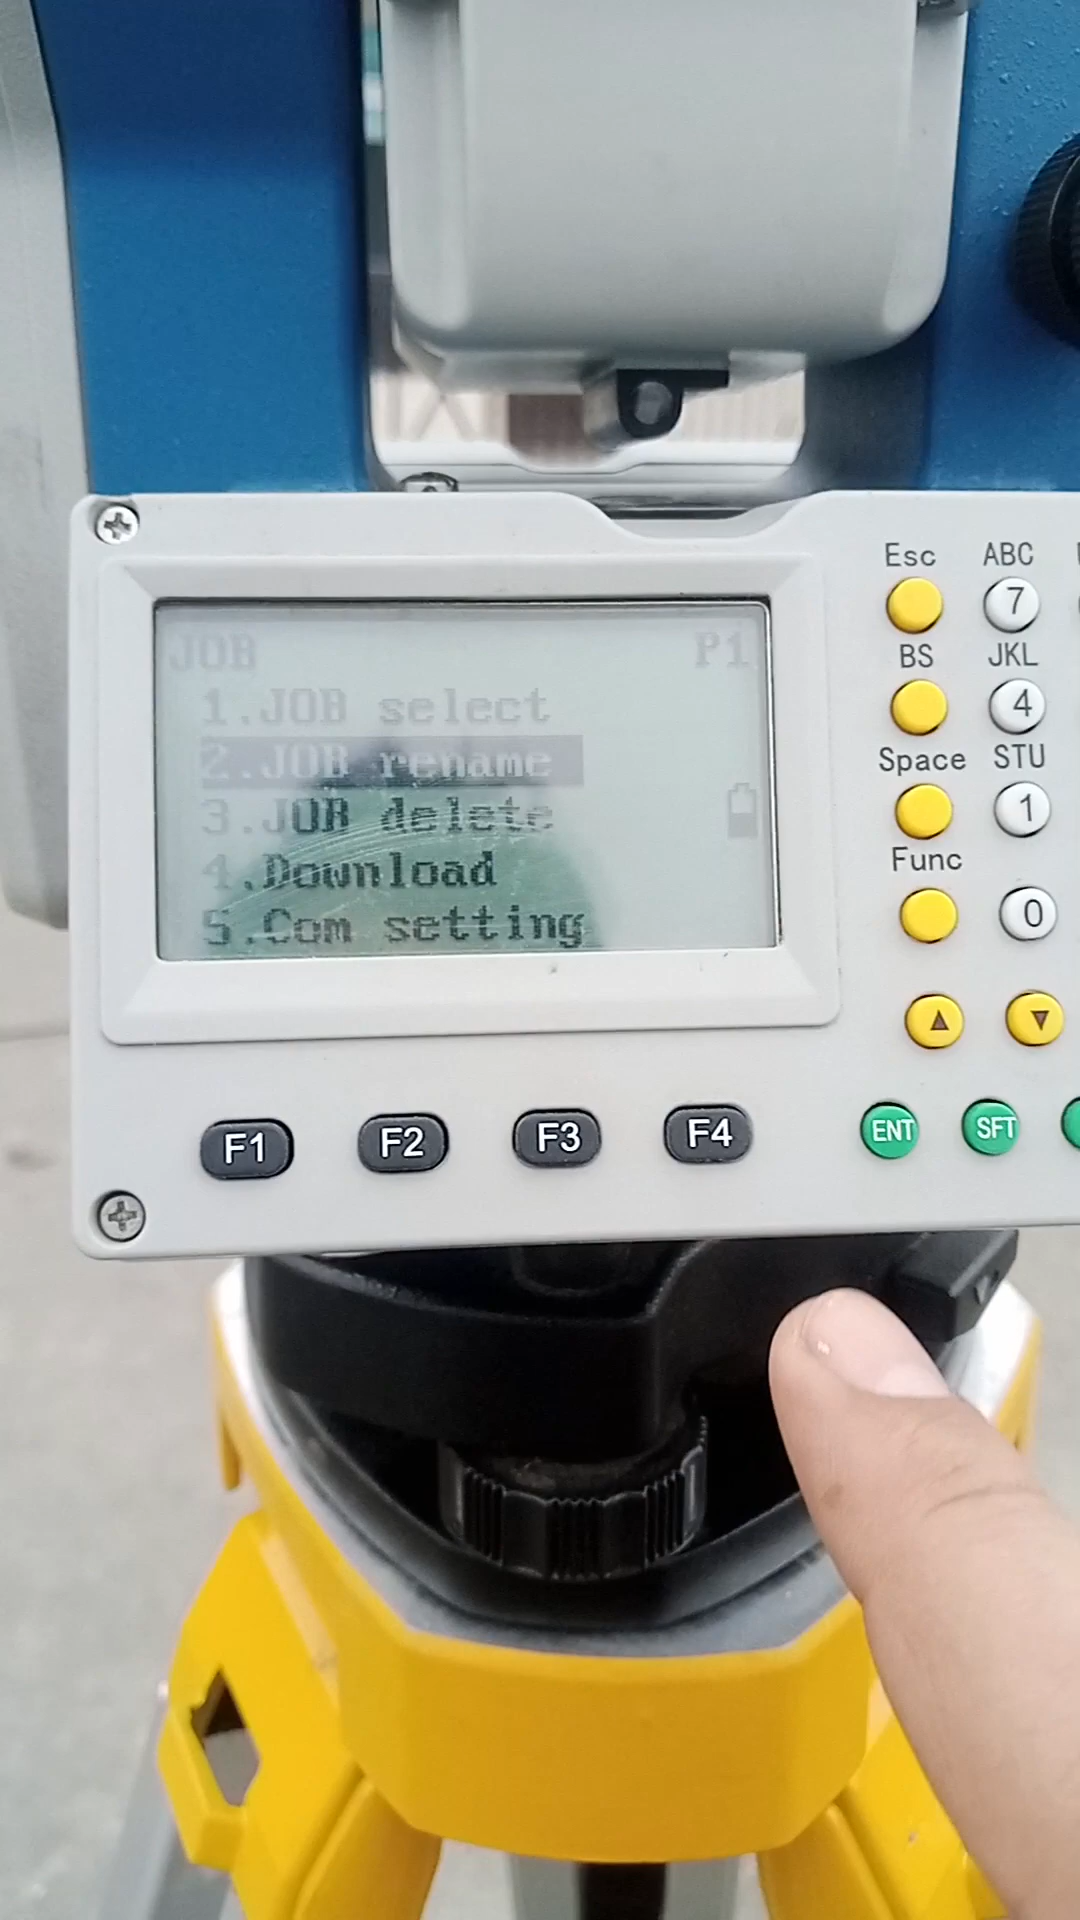 JOB P1
1.JOB select
2.JOB rename
3.JOB delete
4.Download
5.Com setting
Esc ABC
7
BS JKL
4
Space STU
1
Func
0
F1 F2 F3 F4 ENT SFT